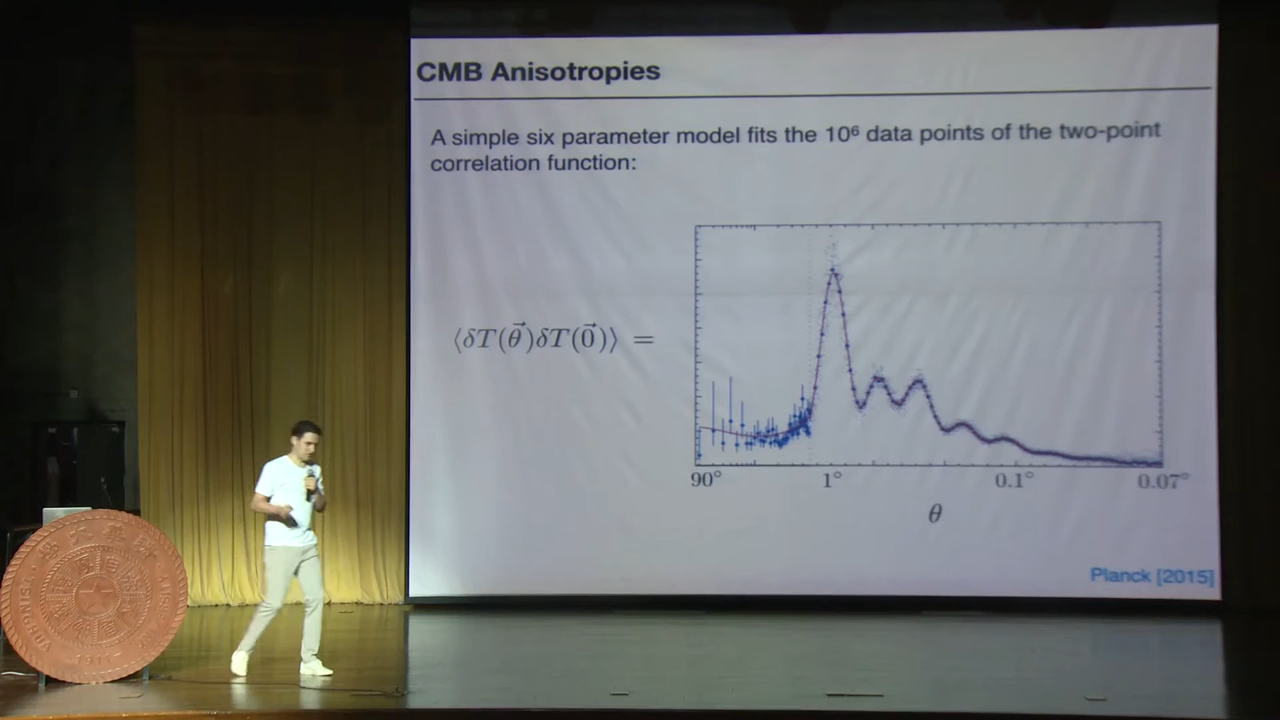 CMB Anisotropies
A simple six parameter model fits the 10⁶ data points of the two-point
correlation function:
⟨δT(θ⃗)δT(0⃗)⟩ =
90° 1° 0.1° 0.07°
θ
Planck [2015]
1911